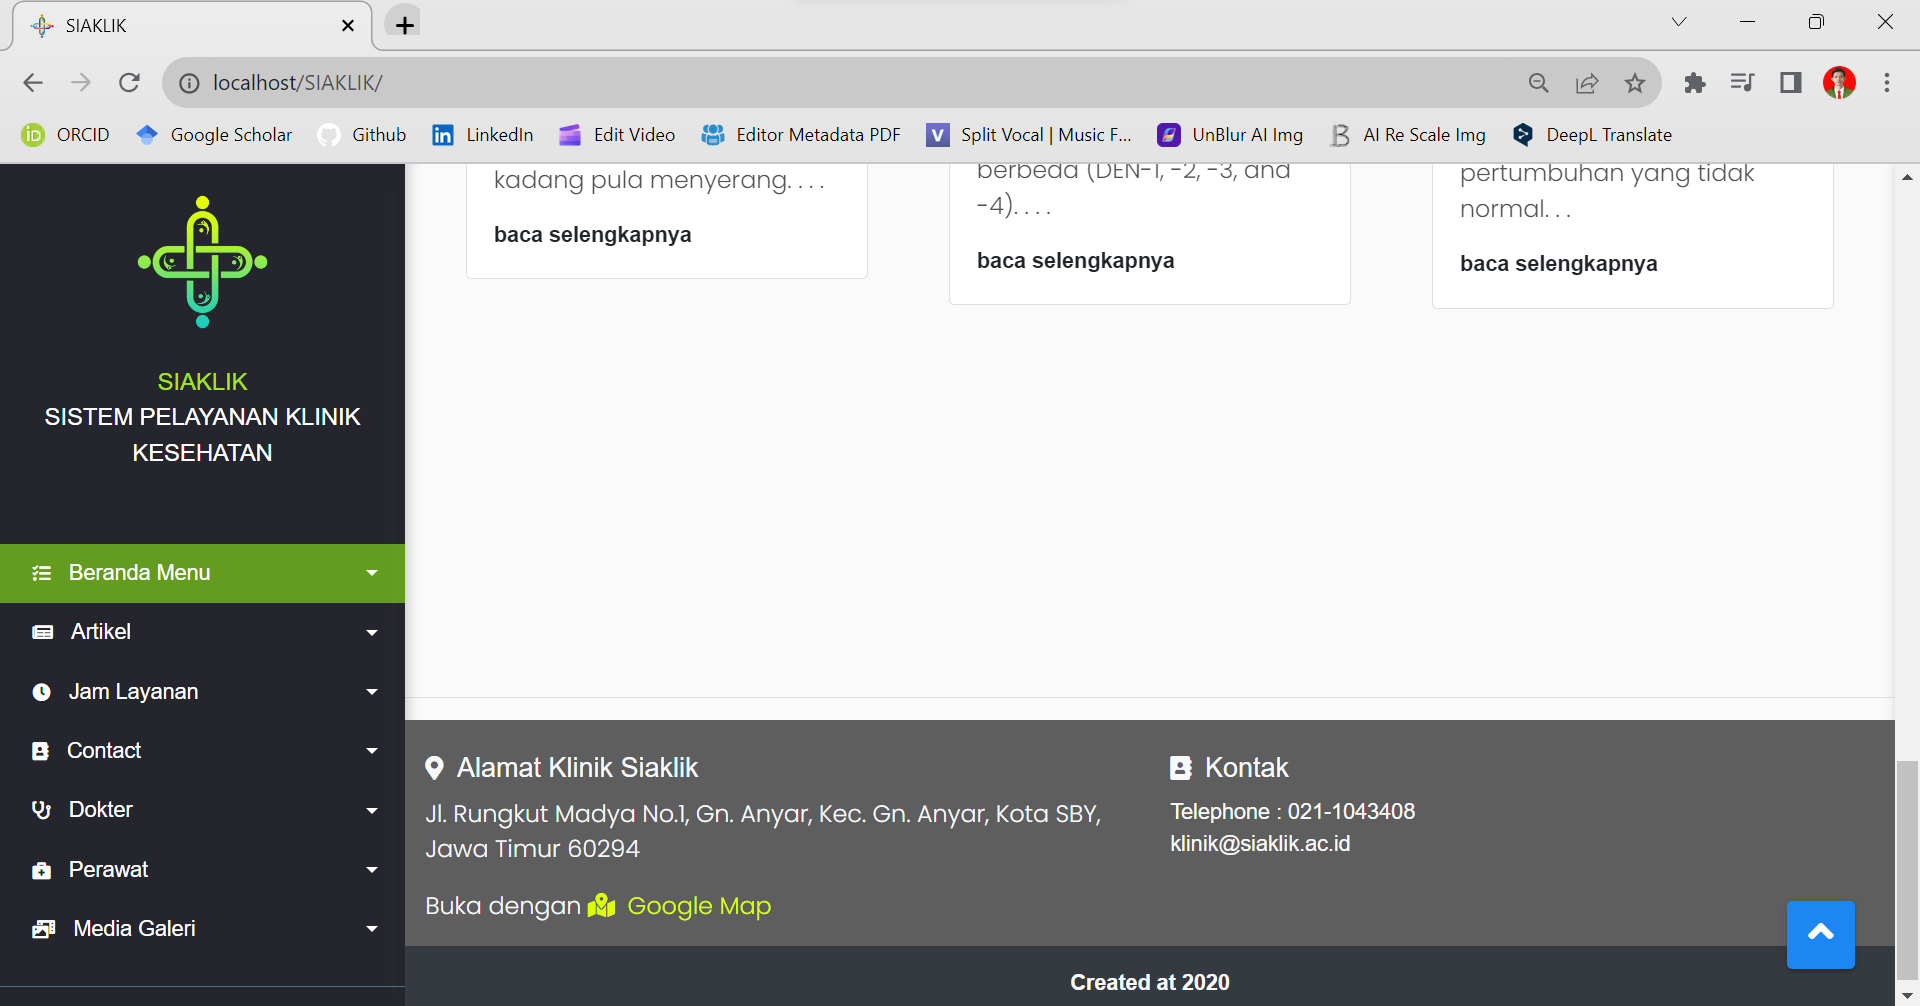 SIAKLIK
localhost/SIAKLIK/
ORCID Google Scholar Github LinkedIn Edit Video Editor Metadata PDF Split Vocal | Music F... UnBlur AI Img AI Re Scale Img DeepL Translate
SIAKLIK
SISTEM PELAYANAN KLINIK
KESEHATAN
Beranda Menu
Artikel
Jam Layanan
Contact
Dokter
Perawat
Media Galeri
kadang pula menyerang. . . .
baca selengkapnya
berbeda (DEN-1, -2, -3, and
-4). . . .
baca selengkapnya
pertumbuhan yang tidak
normal. . .
baca selengkapnya
Alamat Klinik Siaklik
Jl. Rungkut Madya No.1, Gn. Anyar, Kec. Gn. Anyar, Kota SBY,
Jawa Timur 60294
Buka dengan Google Map
Kontak
Telephone : 021-1043408
klinik@siaklik.ac.id
Created at 2020